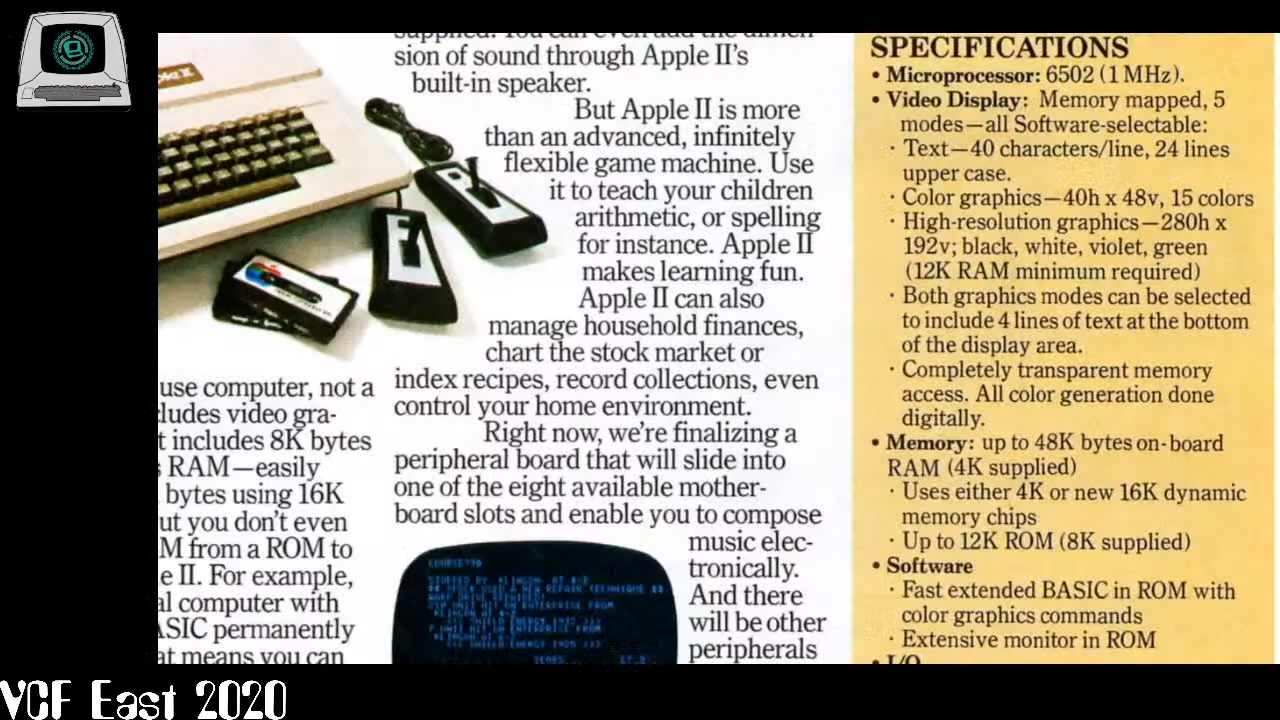 supplied. You can even add the dimen-
sion of sound through Apple II's
built-in speaker.
But Apple II is more
than an advanced, infinitely
flexible game machine. Use
it to teach your children
arithmetic, or spelling
for instance. Apple II
makes learning fun.
Apple II can also
manage household finances,
chart the stock market or
index recipes, record collections, even
control your home environment.
Right now, we're finalizing a
peripheral board that will slide into
one of the eight available mother-
board slots and enable you to compose
music elec-
tronically.
And there
will be other
peripherals
use computer, not a
cludes video gra-
t includes 8K bytes
s RAM—easily
bytes using 16K
ut you don't even
M from a ROM to
e II. For example,
al computer with
ASIC permanently
at means you can
SPECIFICATIONS
• Microprocessor: 6502 (1 MHz).
• Video Display: Memory mapped, 5
modes—all Software-selectable:
· Text—40 characters/line, 24 lines
upper case.
· Color graphics—40h x 48v, 15 colors
· High-resolution graphics—280h x
192v; black, white, violet, green
(12K RAM minimum required)
· Both graphics modes can be selected
to include 4 lines of text at the bottom
of the display area.
· Completely transparent memory
access. All color generation done
digitally.
• Memory: up to 48K bytes on-board
RAM (4K supplied)
· Uses either 4K or new 16K dynamic
memory chips
· Up to 12K ROM (8K supplied)
• Software
· Fast extended BASIC in ROM with
color graphics commands
· Extensive monitor in ROM
• I/O
VCF East 2020